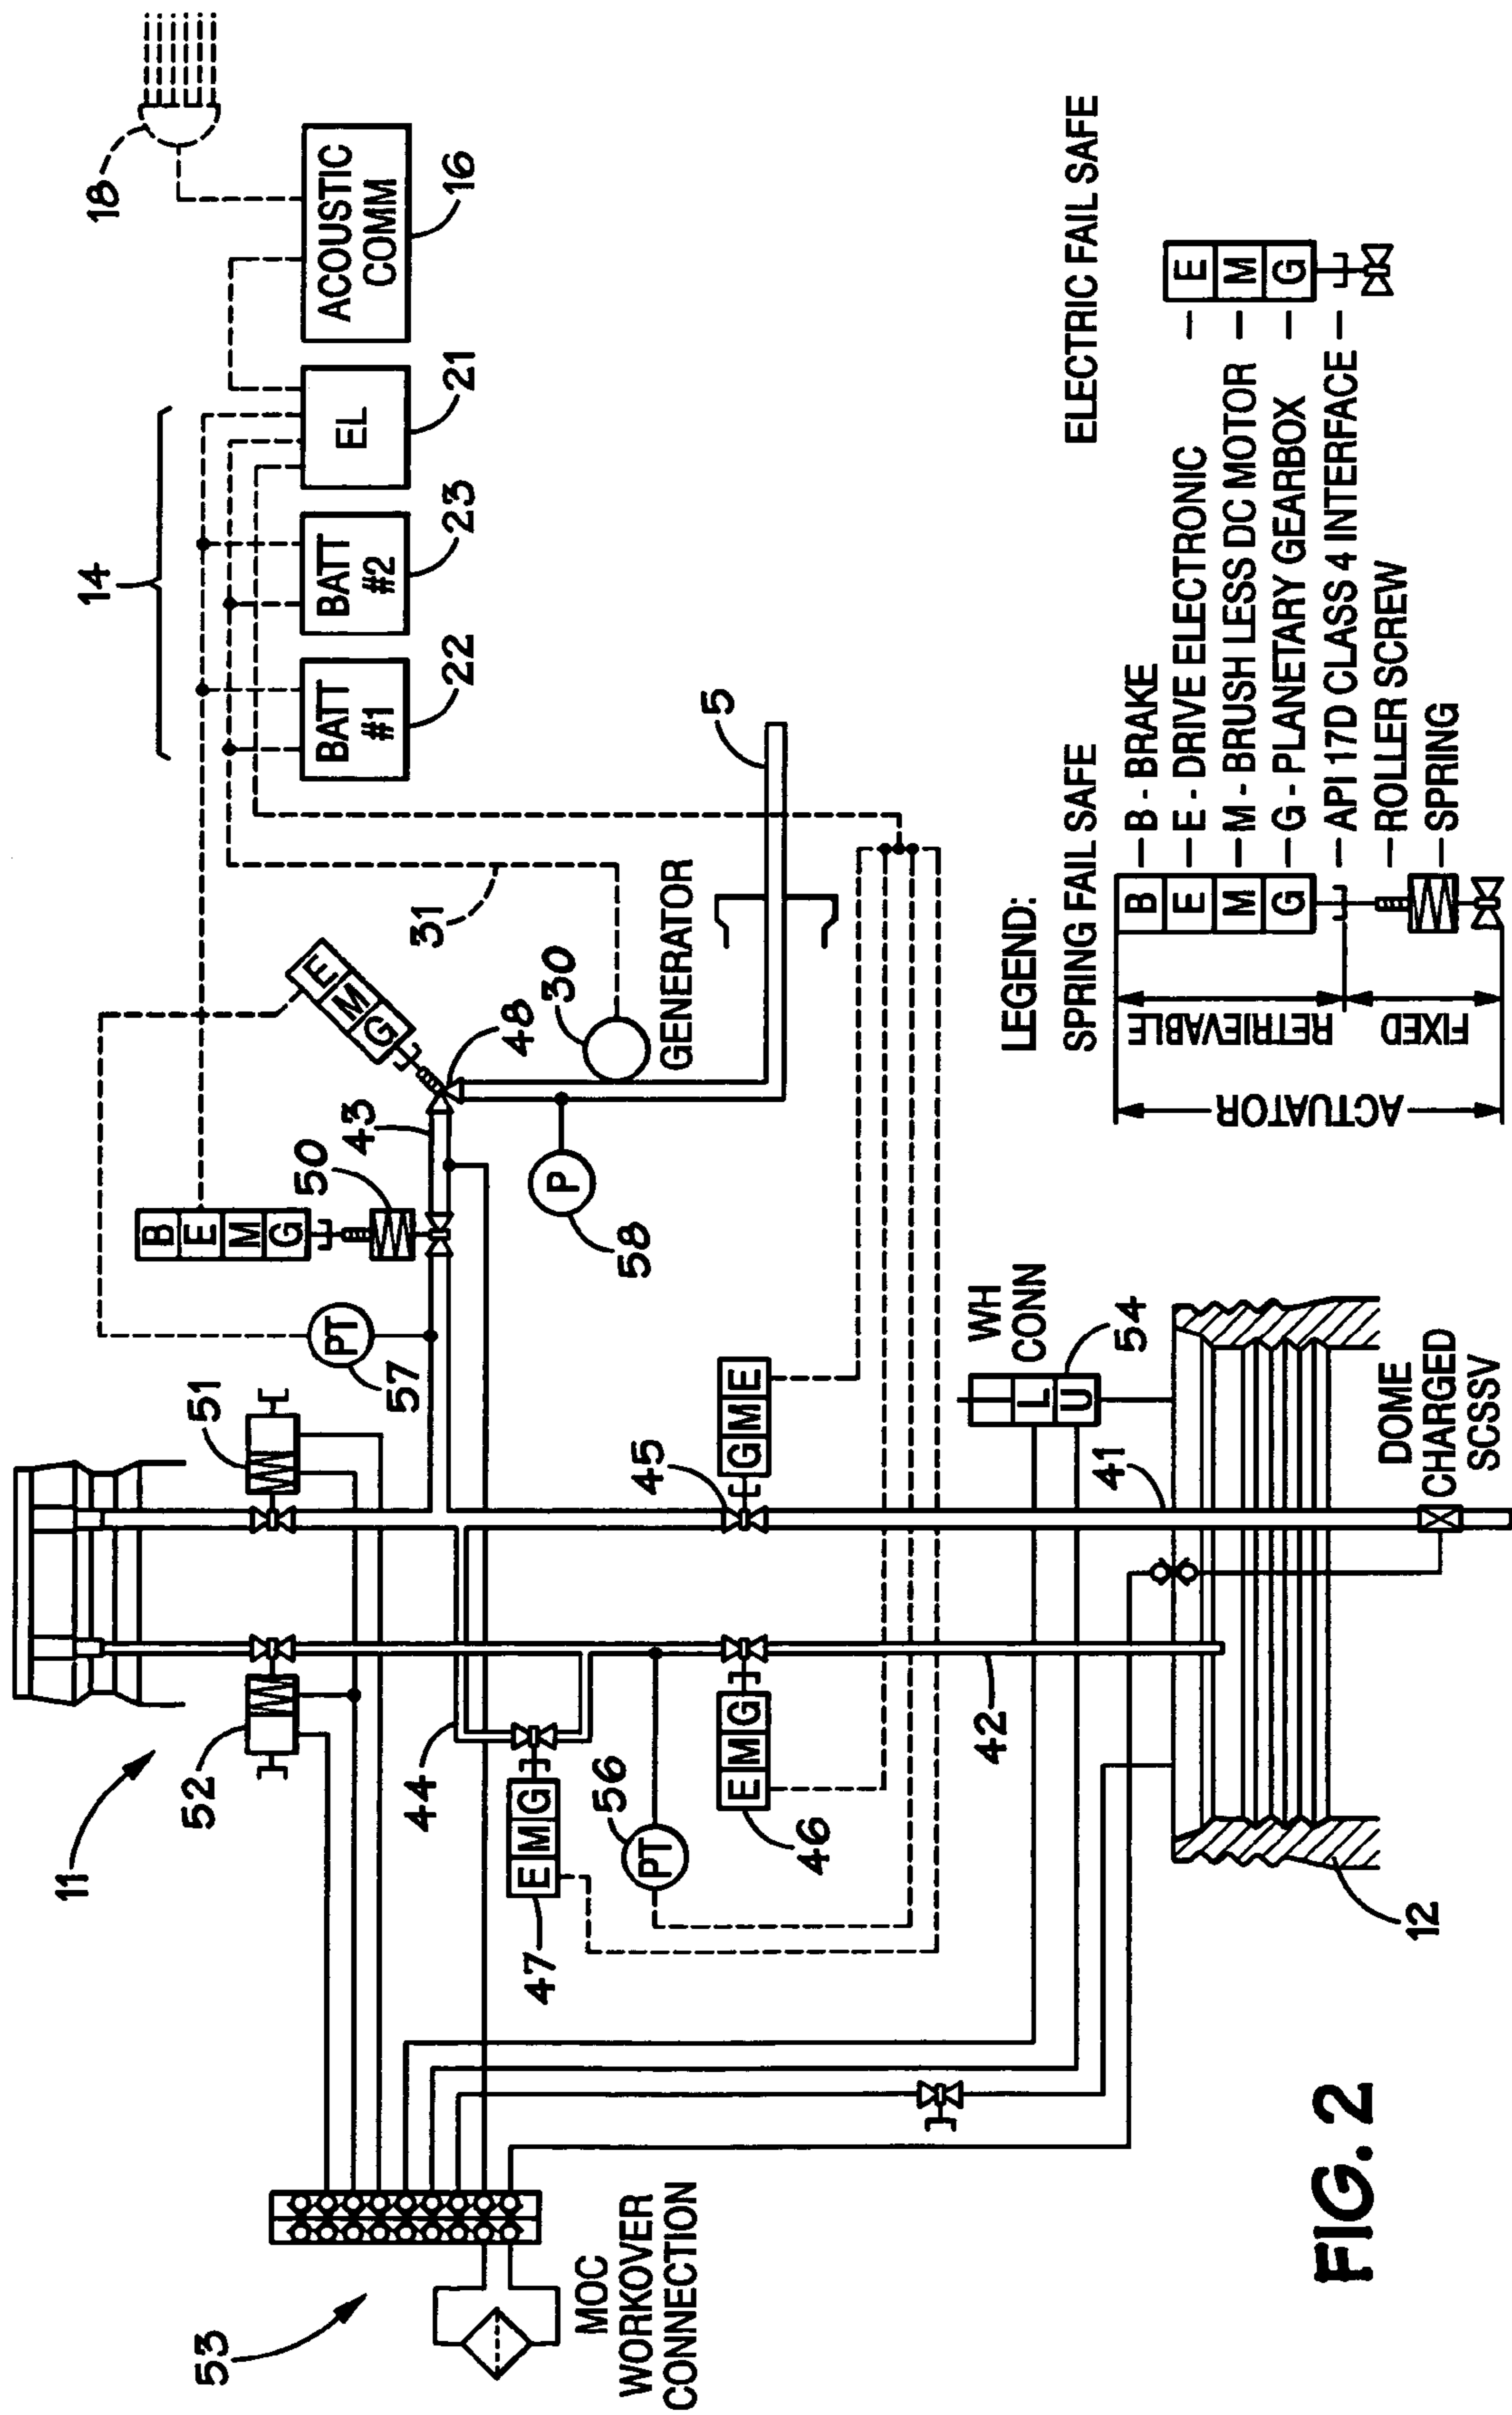 18
14
ACOUSTIC
COMM
16
EL
21
BATT
#2
23
BATT
#1
22
5
31
30
GENERATOR
E
M
G
48
43
B
E
M
G
50
P
58
PT
57
51
52
11
44
45
G
M
E
E
M
G
46
E
M
G
47
PT
56
42
41
WH
CONN
L
U
54
DOME
CHARGED
SCSSV
12
53
MOC
WORKOVER
CONNECTION
LEGEND:
SPRING FAIL SAFE
ELECTRIC FAIL SAFE
B
E
M
G
B - BRAKE
E - DRIVE ELECTRONIC
M - BRUSH LESS DC MOTOR
G - PLANETARY GEARBOX
API 17D CLASS 4 INTERFACE
ROLLER SCREW
SPRING
E
M
G
RETRIEVABLE
FIXED
ACTUATOR
FIG. 2